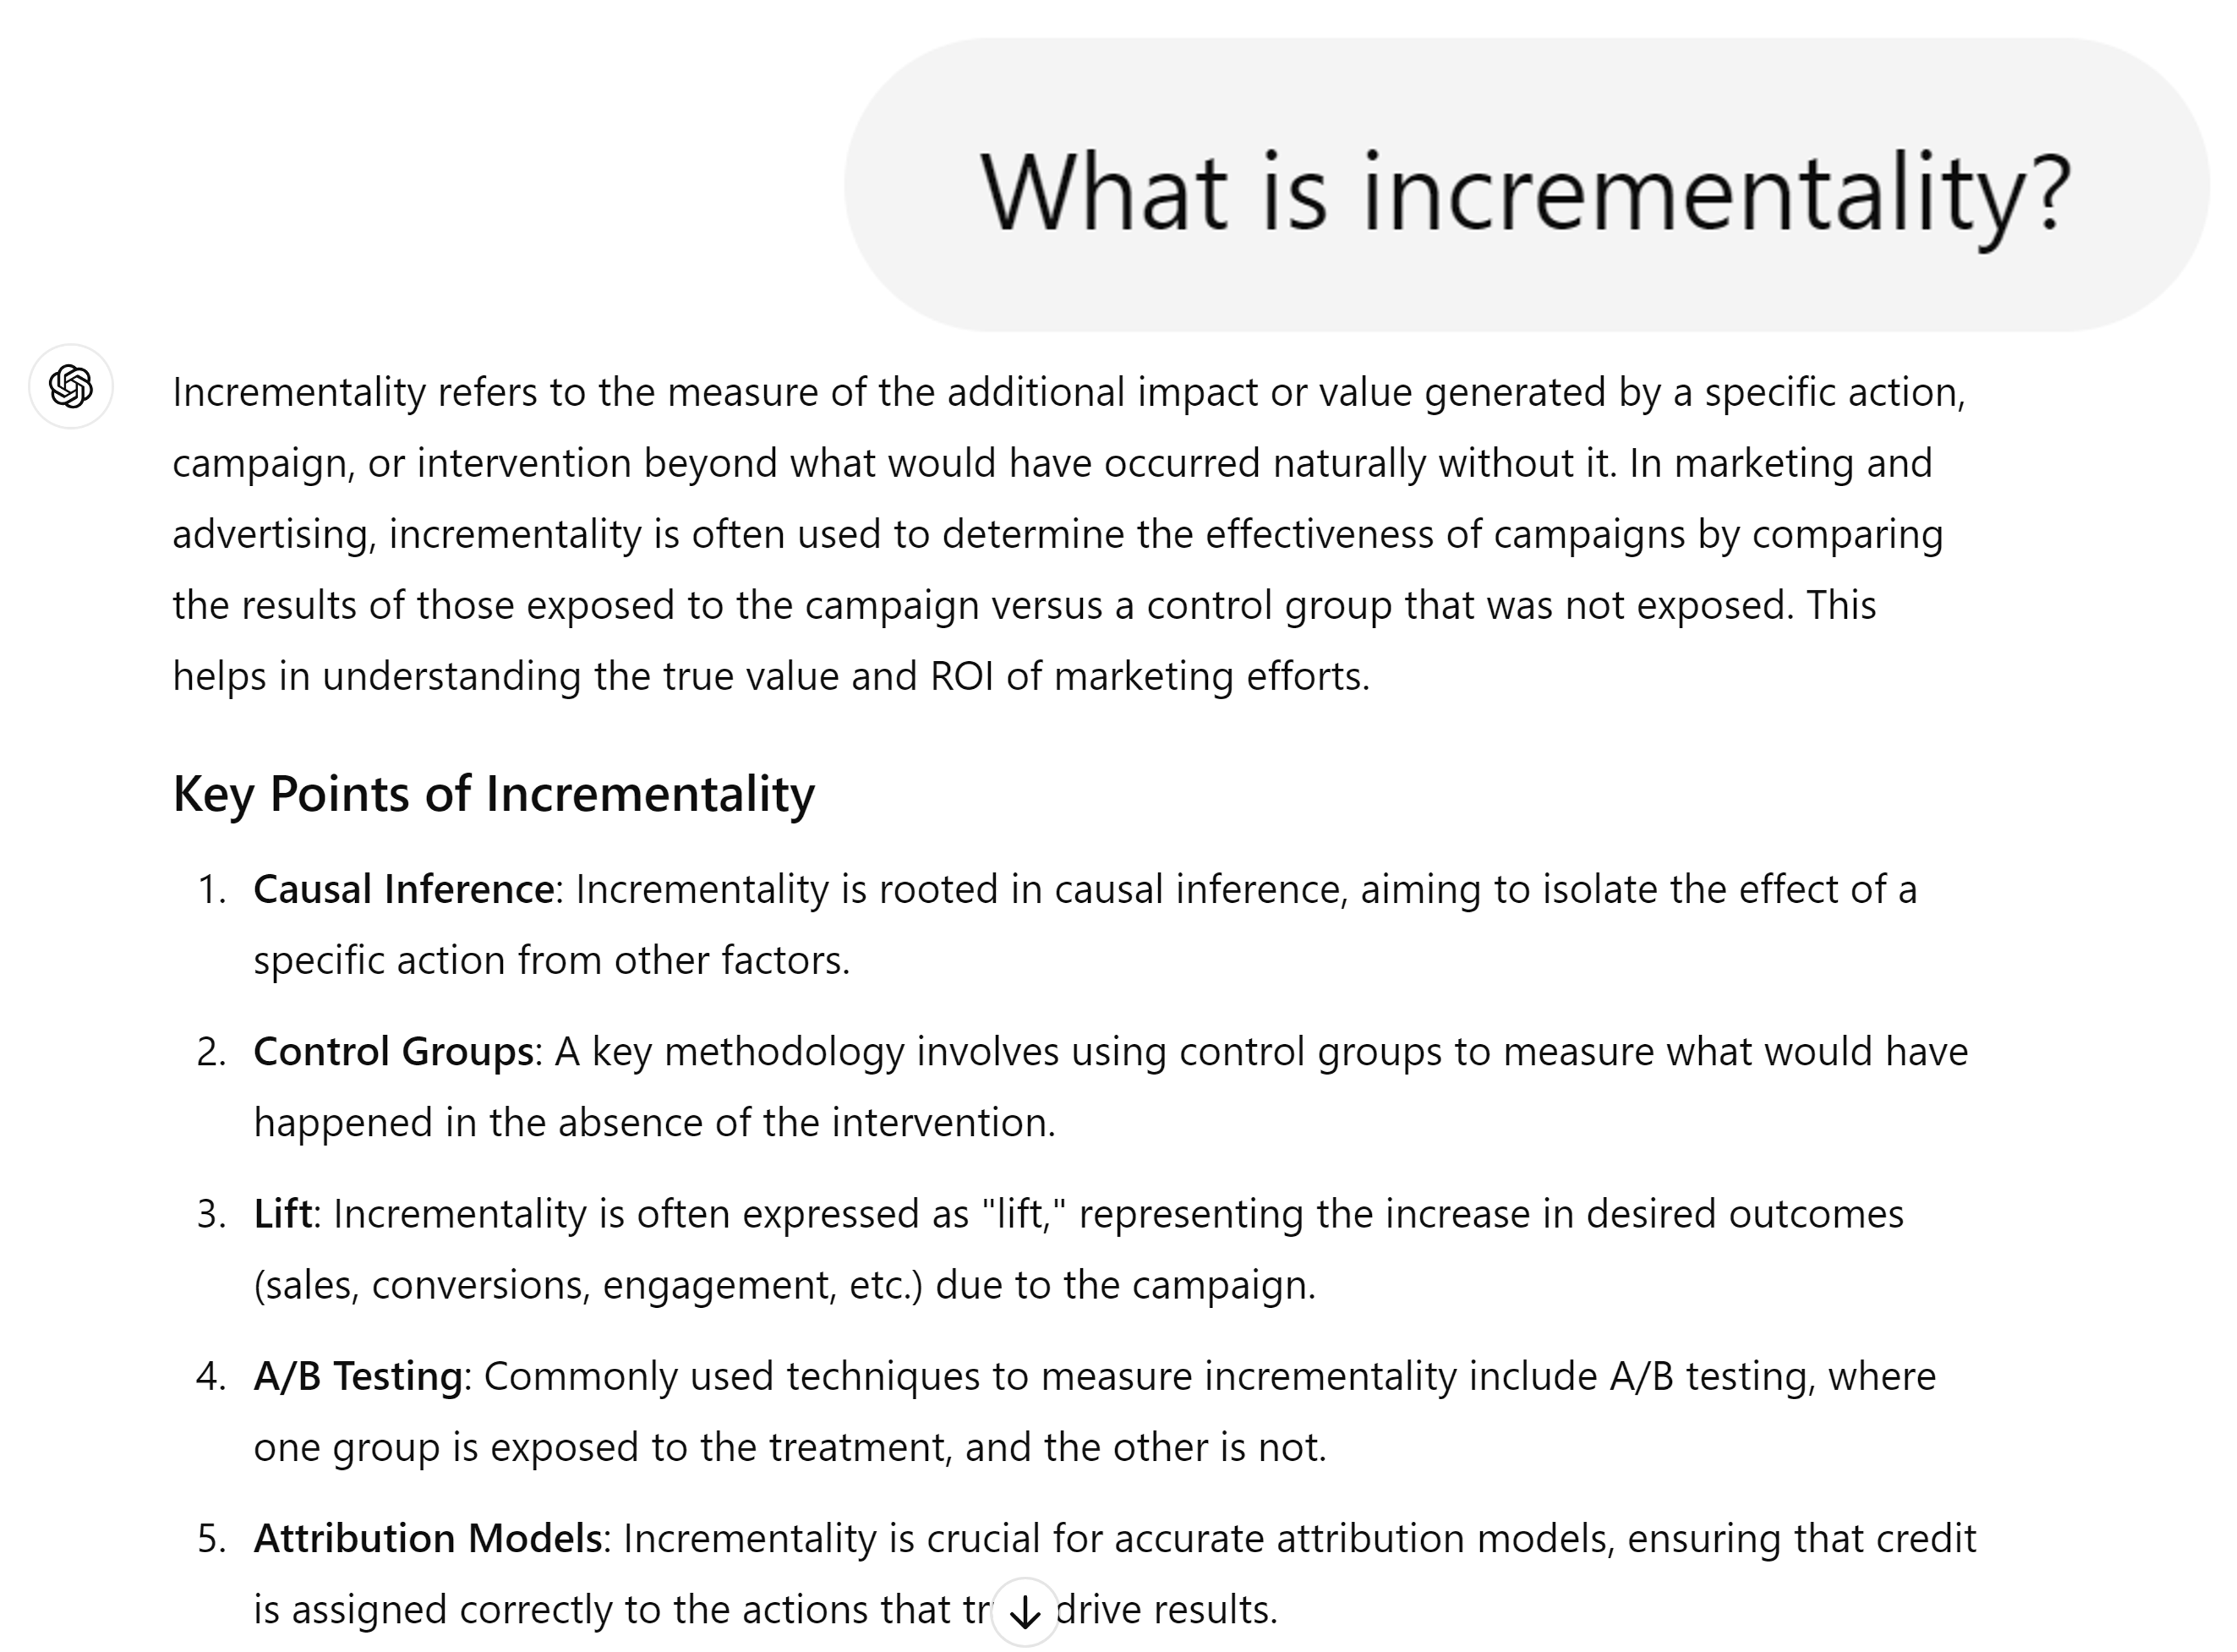 What is incrementality?
Incrementality refers to the measure of the additional impact or value generated by a specific action,
campaign, or intervention beyond what would have occurred naturally without it. In marketing and
advertising, incrementality is often used to determine the effectiveness of campaigns by comparing
the results of those exposed to the campaign versus a control group that was not exposed. This
helps in understanding the true value and ROI of marketing efforts.
Key Points of Incrementality
1. Causal Inference: Incrementality is rooted in causal inference, aiming to isolate the effect of a
specific action from other factors.
2. Control Groups: A key methodology involves using control groups to measure what would have
happened in the absence of the intervention.
3. Lift: Incrementality is often expressed as "lift," representing the increase in desired outcomes
(sales, conversions, engagement, etc.) due to the campaign.
4. A/B Testing: Commonly used techniques to measure incrementality include A/B testing, where
one group is exposed to the treatment, and the other is not.
5. Attribution Models: Incrementality is crucial for accurate attribution models, ensuring that credit
is assigned correctly to the actions that drive results.